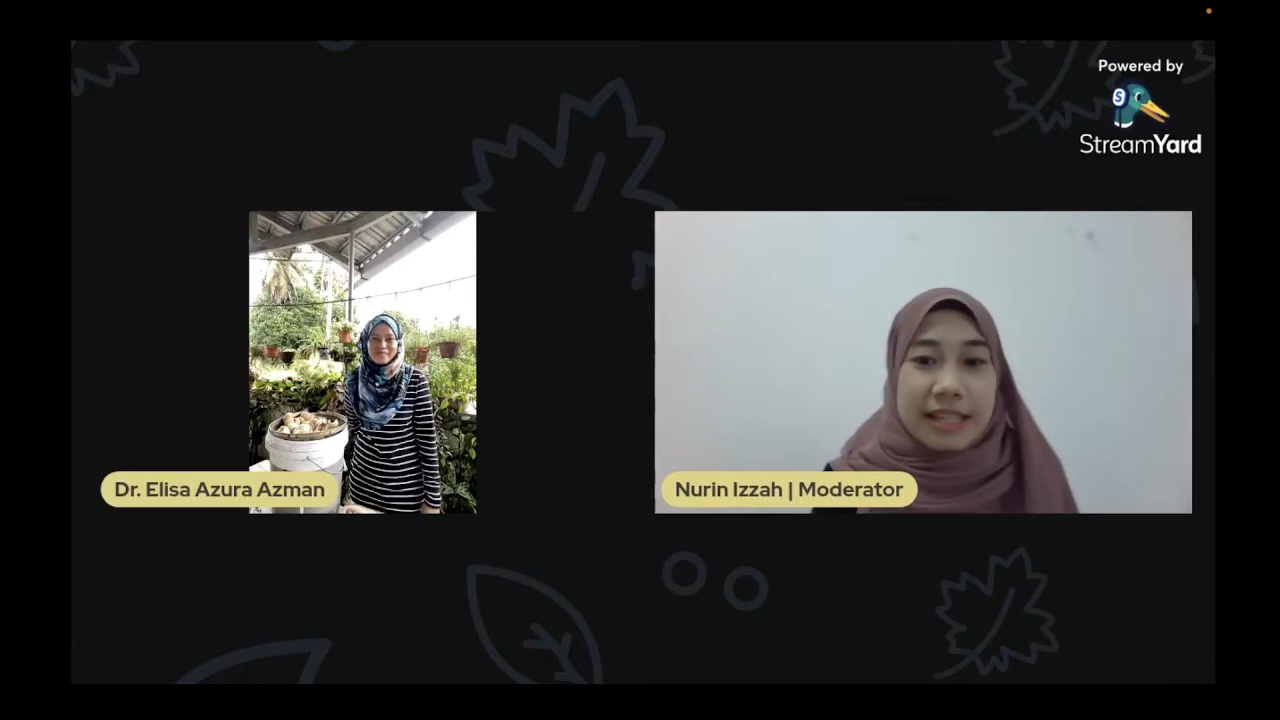 Powered by
S
StreamYard
Dr. Elisa Azura Azman
Nurin Izzah | Moderator